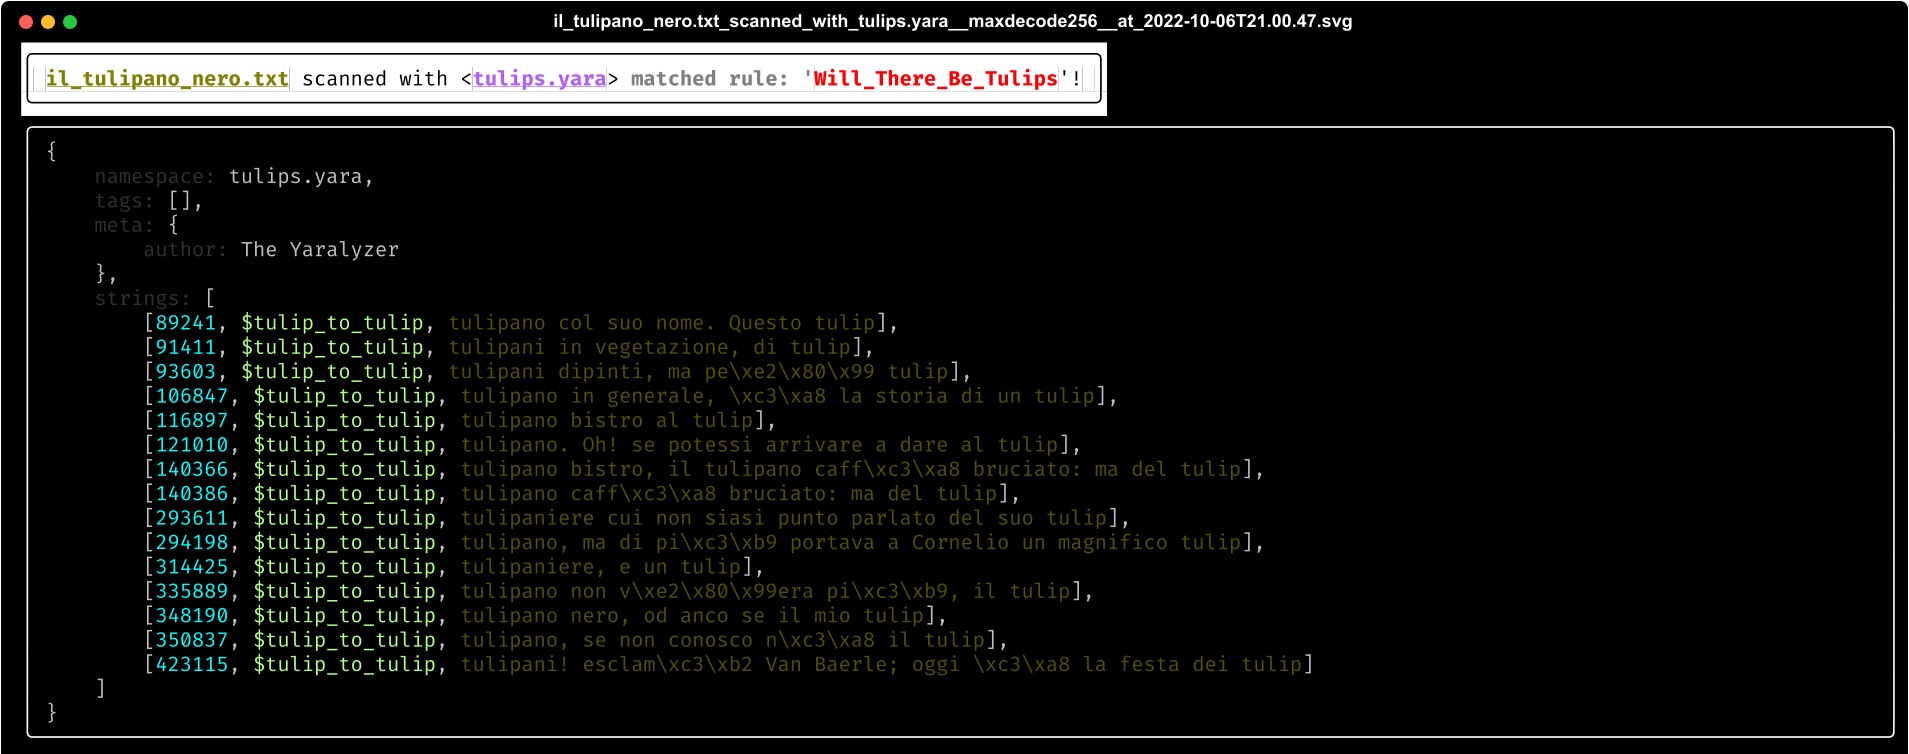 il_tulipano_nero.txt_scanned_with_tulips.yara__maxdecode256__at_2022-10-06T21.00.47.svg
il_tulipano_nero.txt scanned with <tulips.yara> matched rule: 'Will_There_Be_Tulips'!
{
    namespace: tulips.yara,
    tags: [],
    meta: {
        author: The Yaralyzer
    },
    strings: [
        [89241, $tulip_to_tulip, tulipano col suo nome. Questo tulip],
        [91411, $tulip_to_tulip, tulipani in vegetazione, di tulip],
        [93603, $tulip_to_tulip, tulipani dipinti, ma pe\xe2\x80\x99 tulip],
        [106847, $tulip_to_tulip, tulipano in generale, \xc3\xa8 la storia di un tulip],
        [116897, $tulip_to_tulip, tulipano bistro al tulip],
        [121010, $tulip_to_tulip, tulipano. Oh! se potessi arrivare a dare al tulip],
        [140366, $tulip_to_tulip, tulipano bistro, il tulipano caff\xc3\xa8 bruciato: ma del tulip],
        [140386, $tulip_to_tulip, tulipano caff\xc3\xa8 bruciato: ma del tulip],
        [293611, $tulip_to_tulip, tulipaniere cui non siasi punto parlato del suo tulip],
        [294198, $tulip_to_tulip, tulipano, ma di pi\xc3\xb9 portava a Cornelio un magnifico tulip],
        [314425, $tulip_to_tulip, tulipaniere, e un tulip],
        [335889, $tulip_to_tulip, tulipano non v\xe2\x80\x99era pi\xc3\xb9, il tulip],
        [348190, $tulip_to_tulip, tulipano nero, od anco se il mio tulip],
        [350837, $tulip_to_tulip, tulipano, se non conosco n\xc3\xa8 il tulip],
        [423115, $tulip_to_tulip, tulipani! esclam\xc3\xb2 Van Baerle; oggi \xc3\xa8 la festa dei tulip]
    ]
}